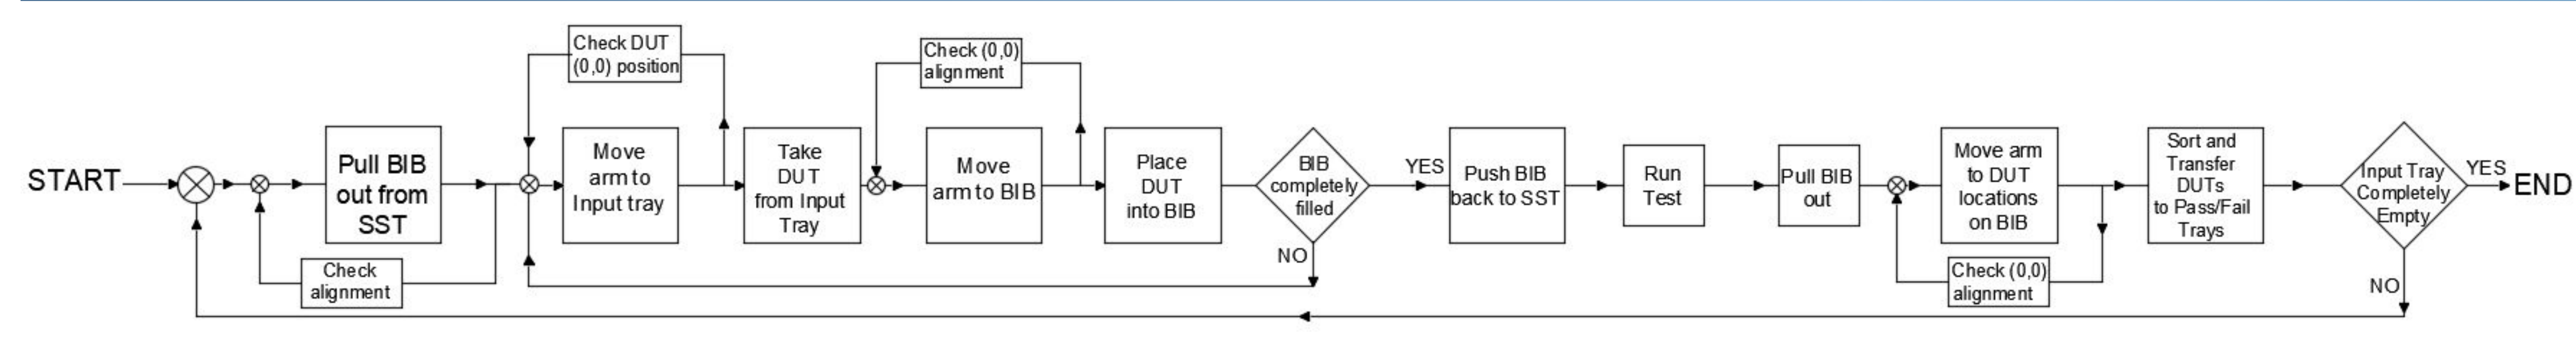 START
Pull BIB
out from
SST
Check
alignment
Check DUT
(0,0) position
Move
arm to
Input tray
Take
DUT
from Input
Tray
Check (0,0)
alignment
Move
arm to BIB
Place
DUT
into BIB
BIB
completely
filled
YES
NO
Push BIB
back to SST
Run
Test
Pull BIB
out
Move arm
to DUT
locations
on BIB
Check (0,0)
alignment
Sort and
Transfer
DUTs
to Pass/Fail
Trays
Input Tray
Completely
Empty
YES
NO
END